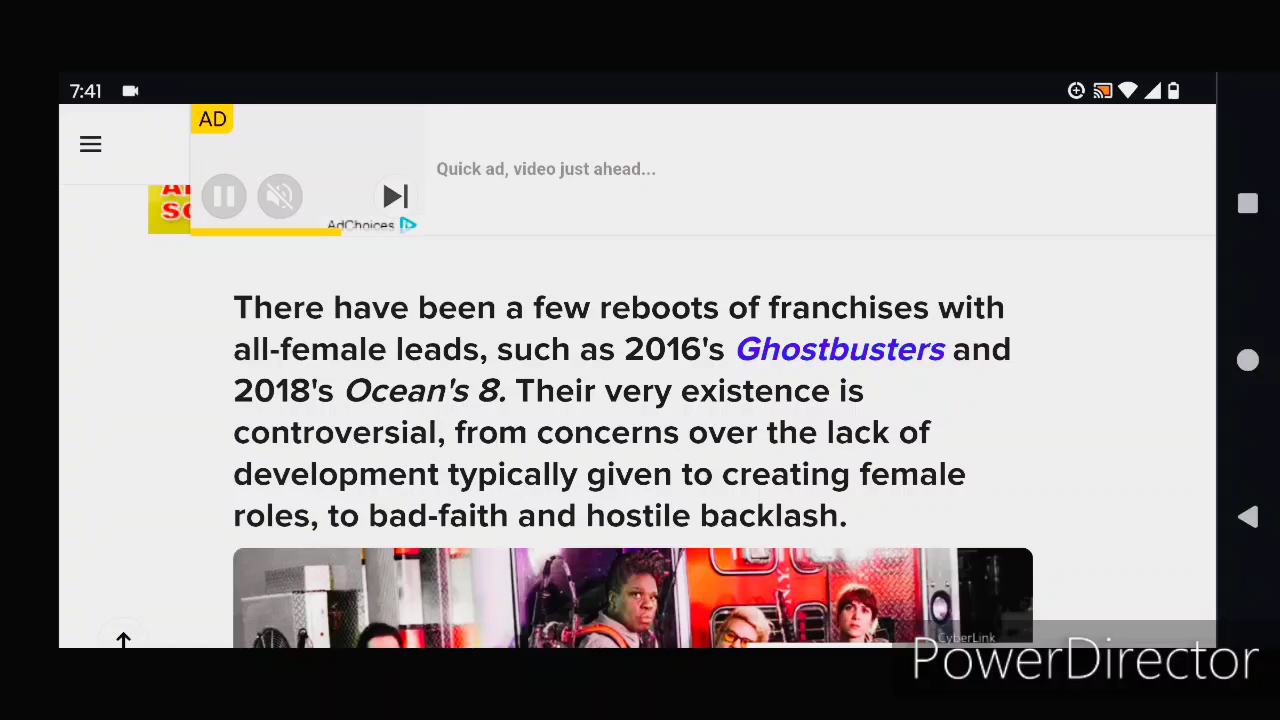 7:41
AD
Quick ad, video just ahead...
AdChoices
There have been a few reboots of franchises with
all-female leads, such as 2016's Ghostbusters and
2018's Ocean's 8. Their very existence is
controversial, from concerns over the lack of
development typically given to creating female
roles, to bad-faith and hostile backlash.
CyberLink
PowerDirector